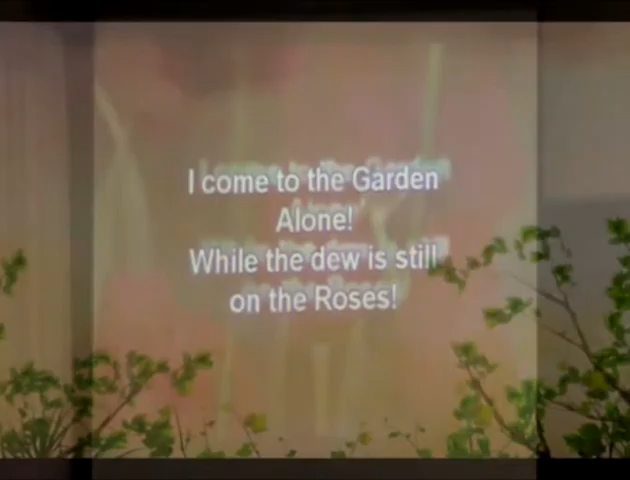 I come to the Garden
Alone!
While the dew is still
on the Roses!